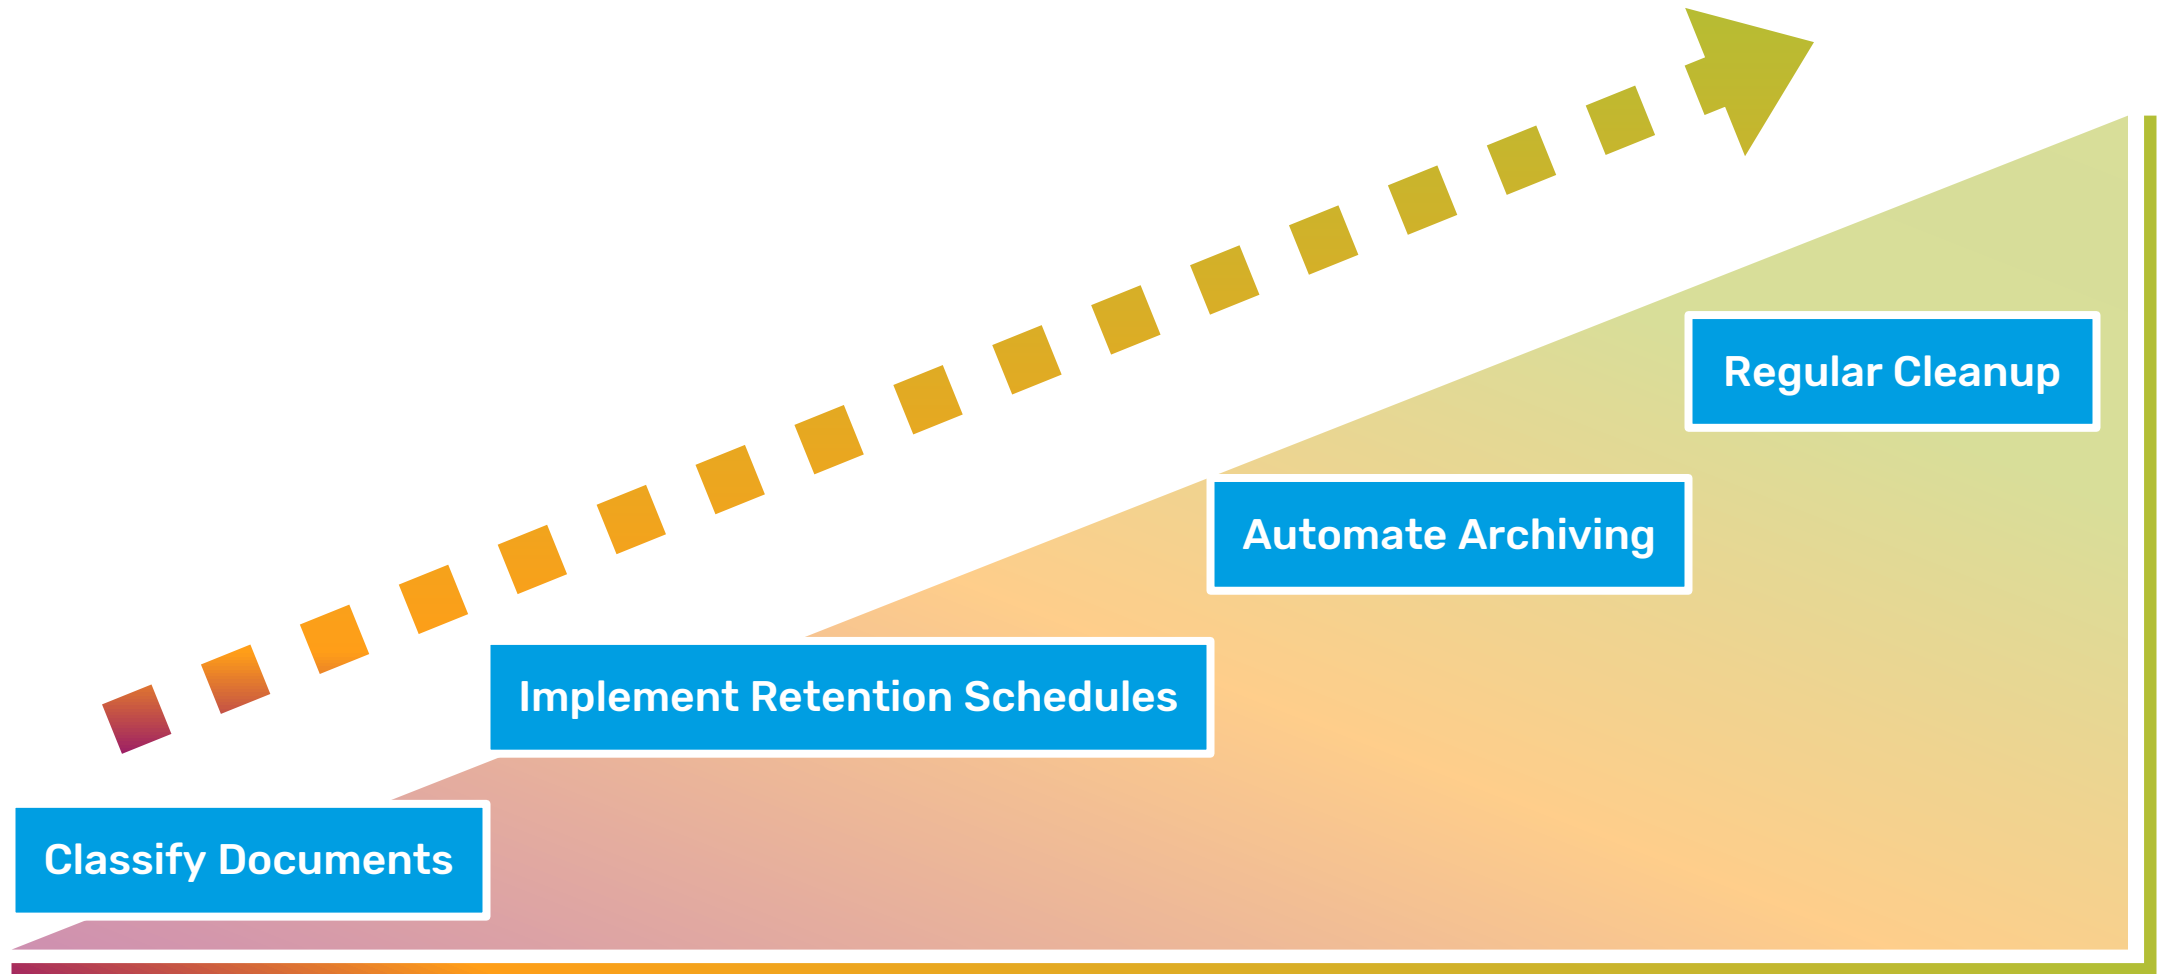 Regular Cleanup
Automate Archiving
Implement Retention Schedules
Classify Documents